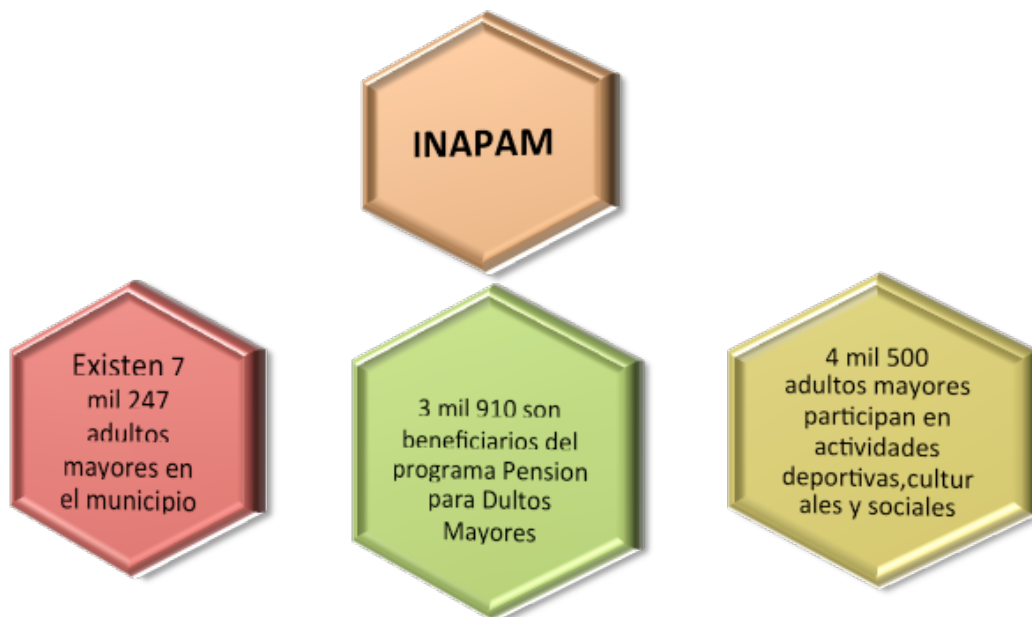 INAPAM
Existen 7
mil 247
adultos
mayores en
el municipio
3 mil 910 son
beneficiarios del
programa Pension
para Dultos
Mayores
4 mil 500
adultos mayores
participan en
actividades
deportivas,cultur
ales y sociales